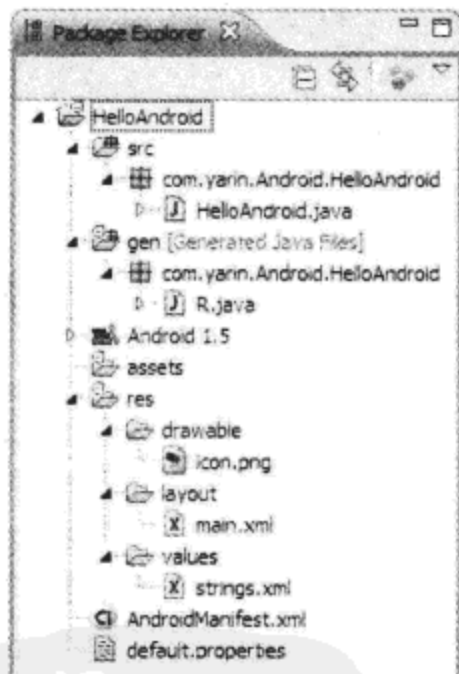 Package Explorer
HelloAndroid
src
com.yarin.Android.HelloAndroid
HelloAndroid.java
gen [Generated Java Files]
com.yarin.Android.HelloAndroid
R.java
Android 1.5
assets
res
drawable
icon.png
layout
main.xml
values
strings.xml
AndroidManifest.xml
default.properties